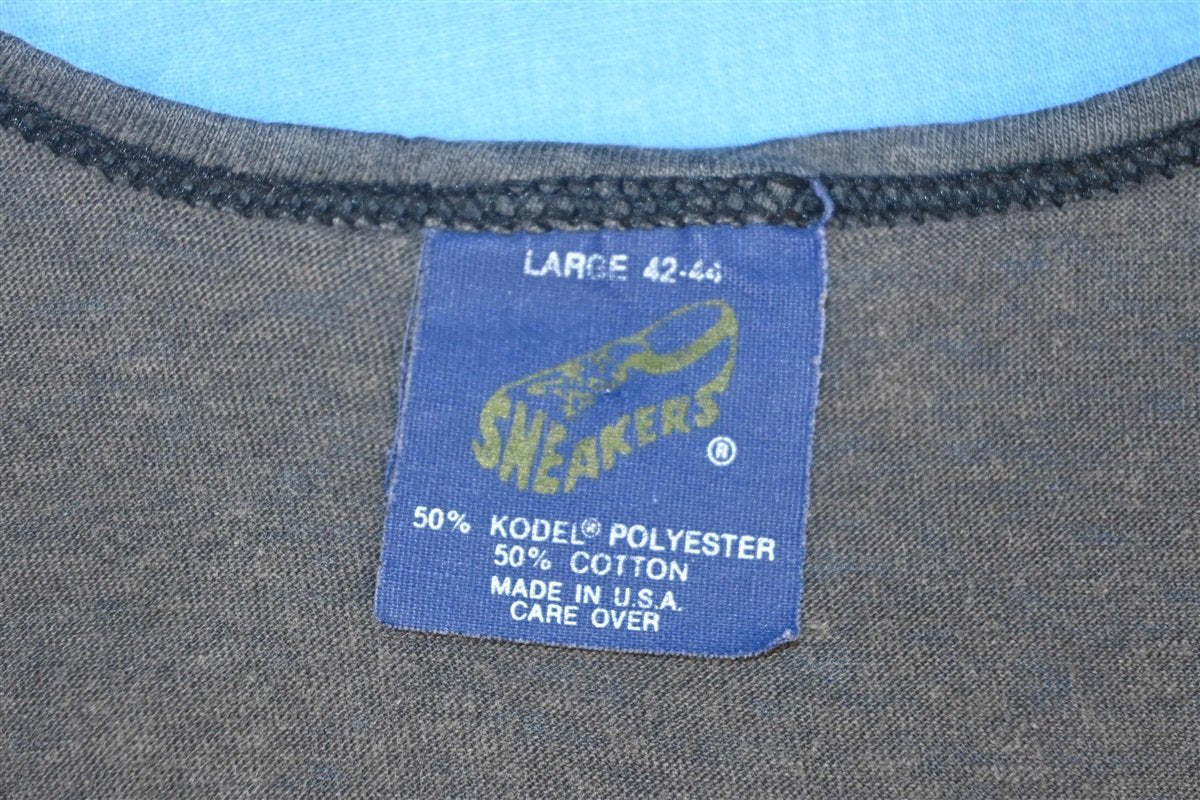 LARGE 42-44
SNEAKERS
®
50% KODEL® POLYESTER
50% COTTON
MADE IN U.S.A.
CARE OVER